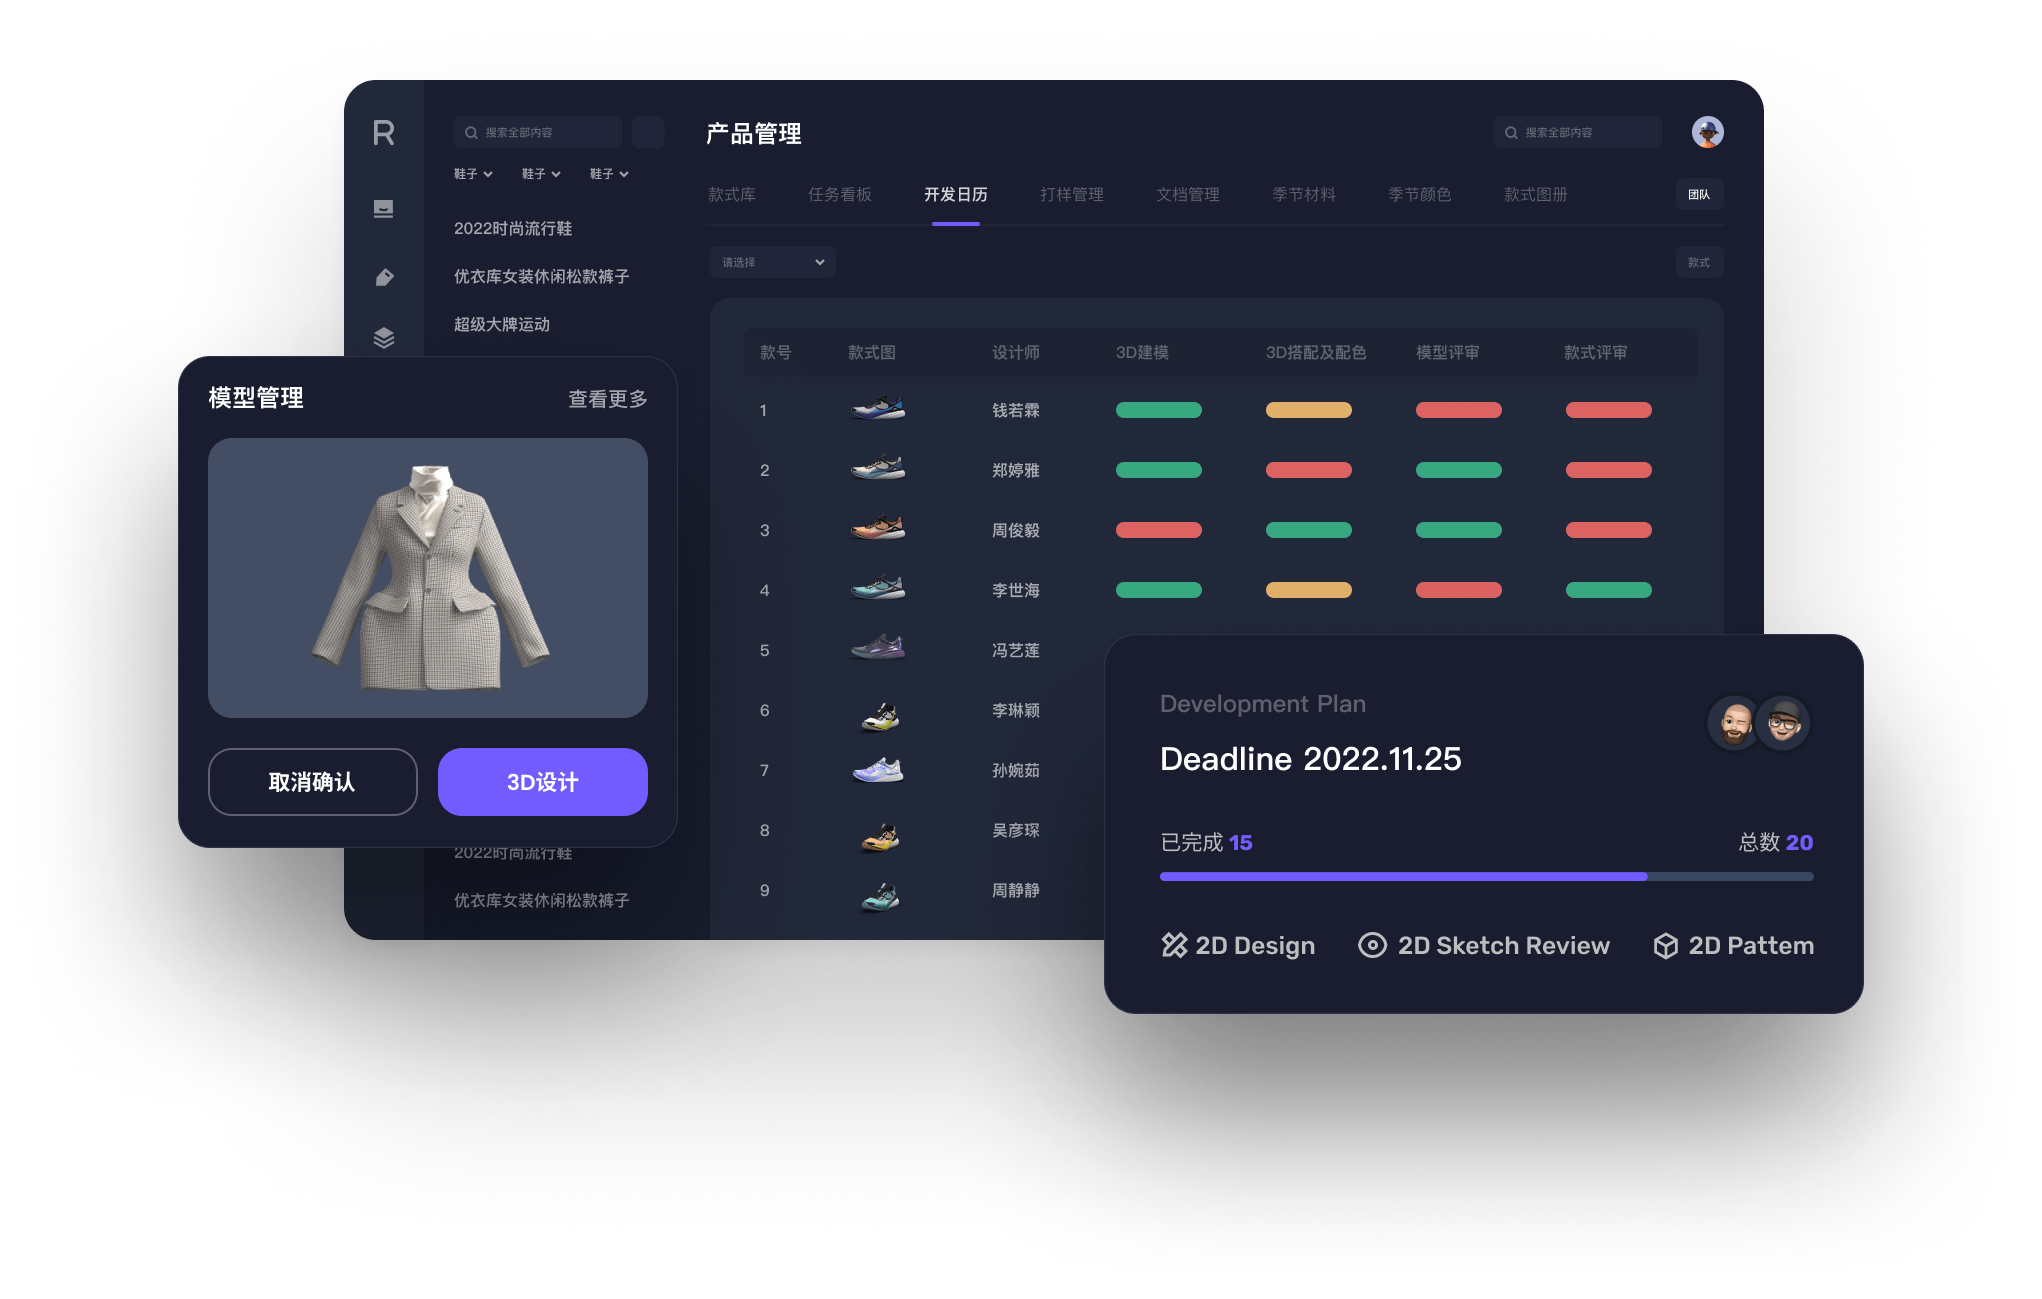 R
搜索全部内容
产品管理
搜索全部内容
鞋子 鞋子 鞋子
款式库 任务看板 开发日历 打样管理 文档管理 季节材料 季节颜色 款式图册 团队
2022时尚流行鞋
请选择 款式
优衣库女装休闲松款裤子
超级大牌运动
款号 款式图 设计师 3D建模 3D搭配及配色 模型评审 款式评审
1 钱若霖
2 郑婷雅
3 周俊毅
4 李世海
5 冯艺莲
6 李琳颖
7 孙婉茹
8 吴彦琛
9 周静静
模型管理 查看更多
取消确认 3D设计
2022时尚流行鞋
优衣库女装休闲松款裤子
Development Plan
Deadline 2022.11.25
已完成 15 总数 20
2D Design 2D Sketch Review 2D Pattem